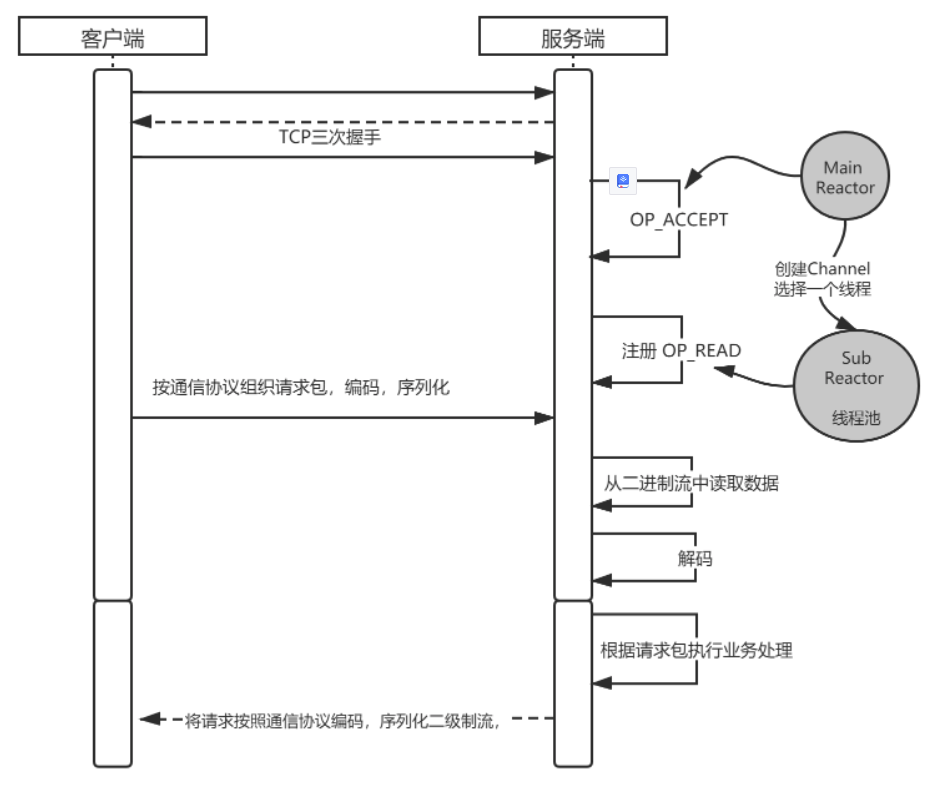 客户端
服务端
TCP三次握手
Main
Reactor
OP_ACCEPT
创建Channel
选择一个线程
注册 OP_READ
Sub
Reactor
线程池
按通信协议组织请求包，编码，序列化
从二进制流中读取数据
解码
根据请求包执行业务处理
将请求按照通信协议编码，序列化二级制流，